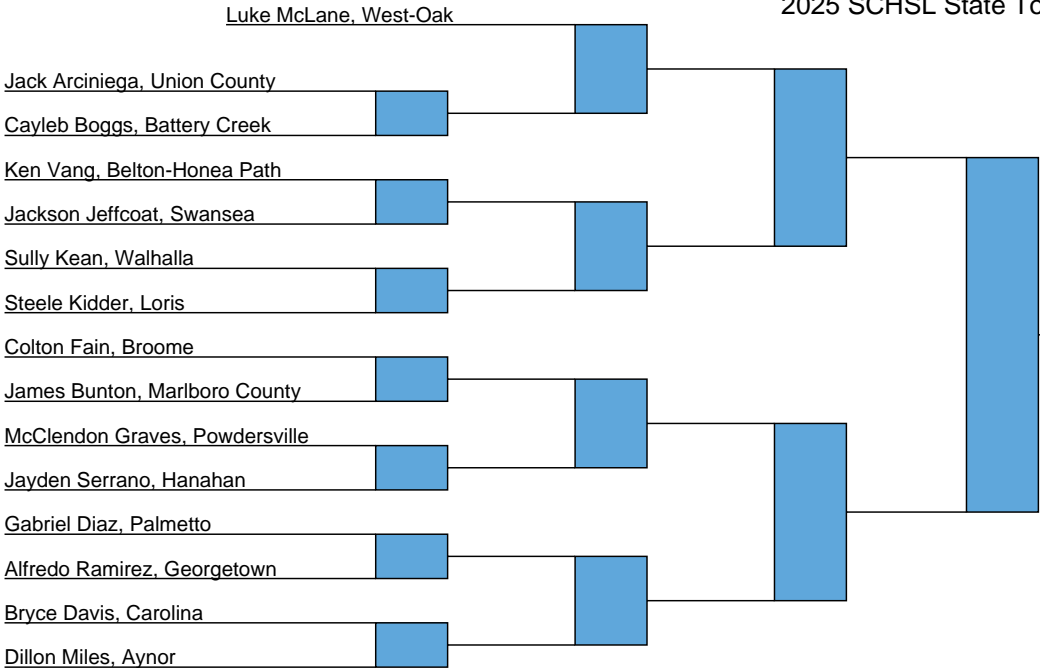 2025 SCHSL State To
Luke McLane, West-Oak
Jack Arciniega, Union County
Cayleb Boggs, Battery Creek
Ken Vang, Belton-Honea Path
Jackson Jeffcoat, Swansea
Sully Kean, Walhalla
Steele Kidder, Loris
Colton Fain, Broome
James Bunton, Marlboro County
McClendon Graves, Powdersville
Jayden Serrano, Hanahan
Gabriel Diaz, Palmetto
Alfredo Ramirez, Georgetown
Bryce Davis, Carolina
Dillon Miles, Aynor